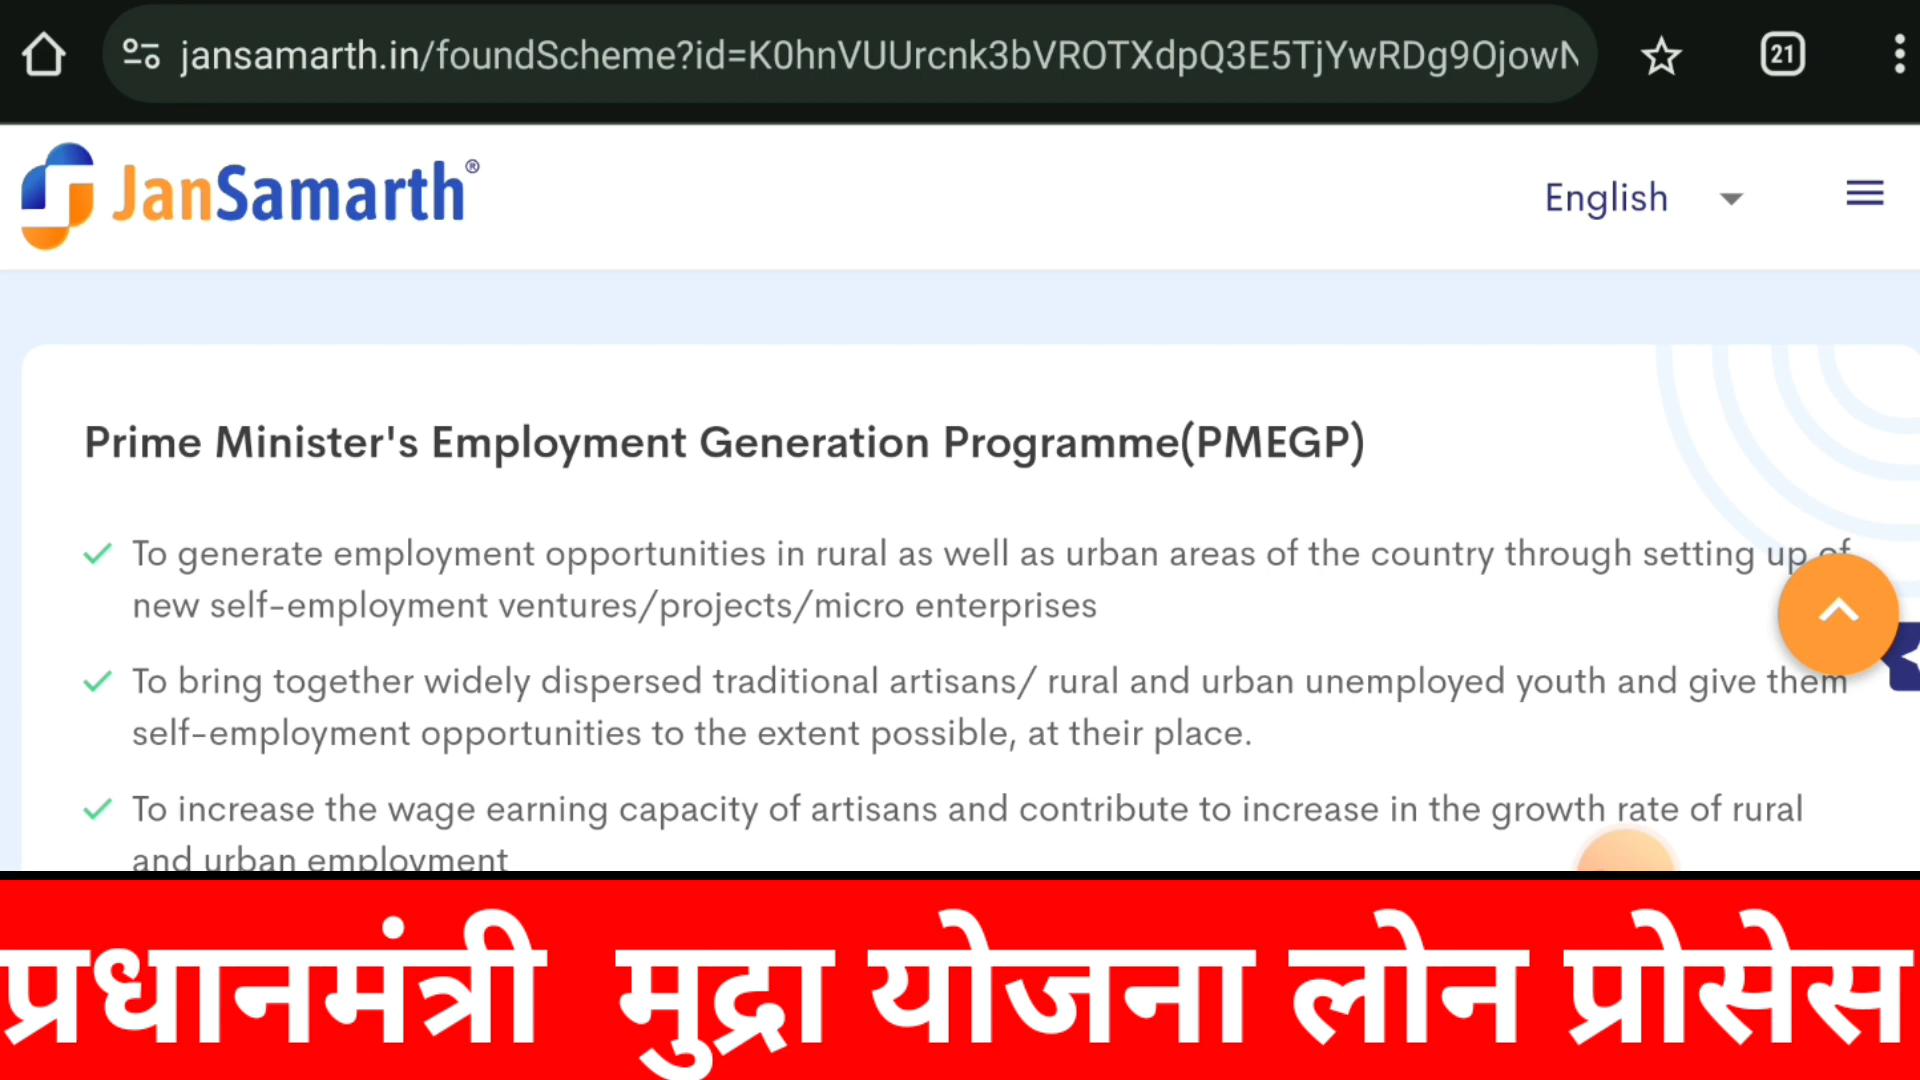 jansamarth.in/foundScheme?id=K0hnVUUrcnk3bVROTXdpQ3E5TjYwRDg9OjowN
21
JanSamarth®
English
Prime Minister's Employment Generation Programme(PMEGP)
To generate employment opportunities in rural as well as urban areas of the country through setting up of
new self-employment ventures/projects/micro enterprises
To bring together widely dispersed traditional artisans/ rural and urban unemployed youth and give them
self-employment opportunities to the extent possible, at their place.
To increase the wage earning capacity of artisans and contribute to increase in the growth rate of rural
and urban employment
प्रधानमंत्री मुद्रा योजना लोन प्रोसेस